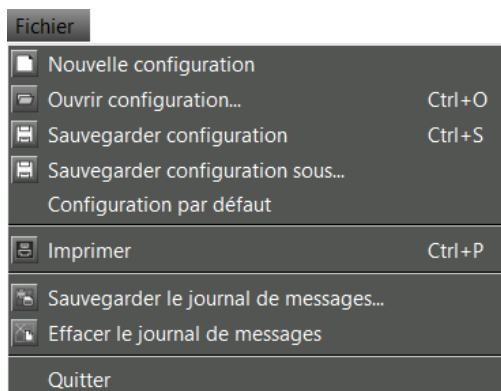 Fichier
Nouvelle configuration
Ouvrir configuration... Ctrl+O
Sauvegarder configuration Ctrl+S
Sauvegarder configuration sous...
Configuration par défaut
Imprimer Ctrl+P
Sauvegarder le journal de messages...
Effacer le journal de messages
Quitter